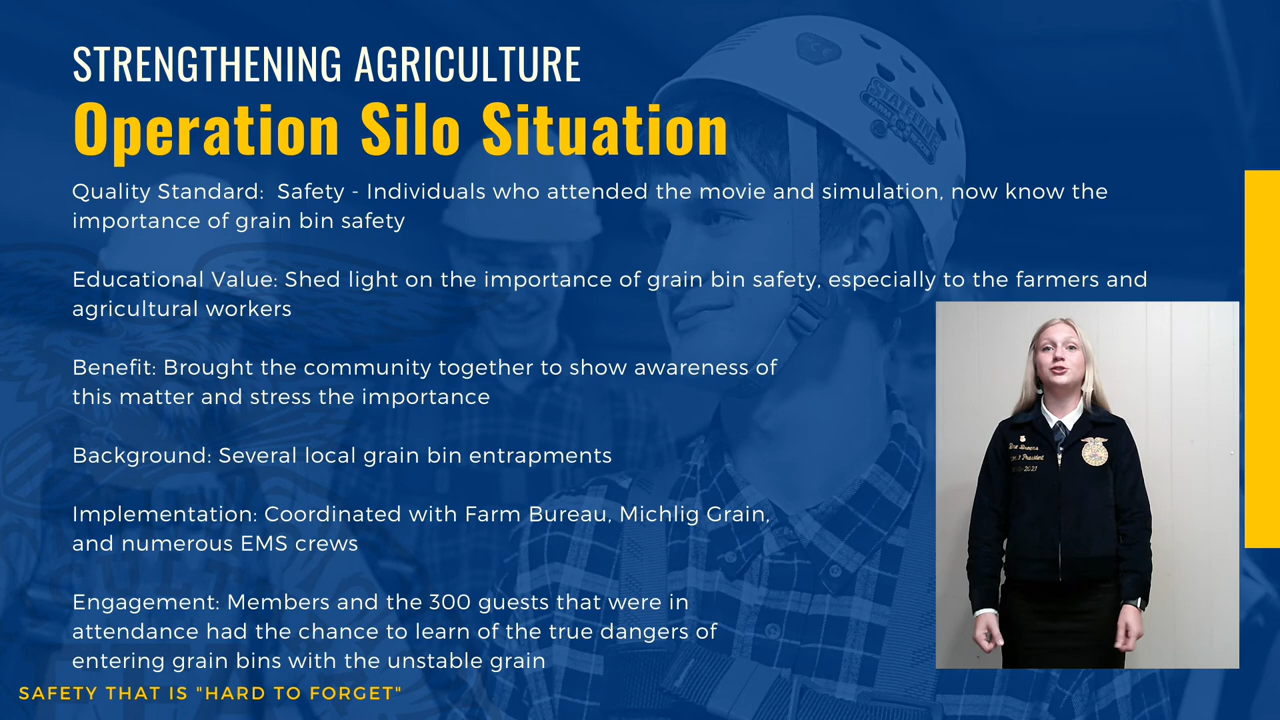 STRENGTHENING AGRICULTURE
Operation Silo Situation
Quality Standard:  Safety - Individuals who attended the movie and simulation, now know the
importance of grain bin safety
Educational Value: Shed light on the importance of grain bin safety, especially to the farmers and
agricultural workers
Benefit: Brought the community together to show awareness of
this matter and stress the importance
Background: Several local grain bin entrapments
Implementation: Coordinated with Farm Bureau, Michlig Grain,
and numerous EMS crews
Engagement: Members and the 300 guests that were in
attendance had the chance to learn of the true dangers of
entering grain bins with the unstable grain
SAFETY THAT IS "HARD TO FORGET"
STATELINE
FARM
President